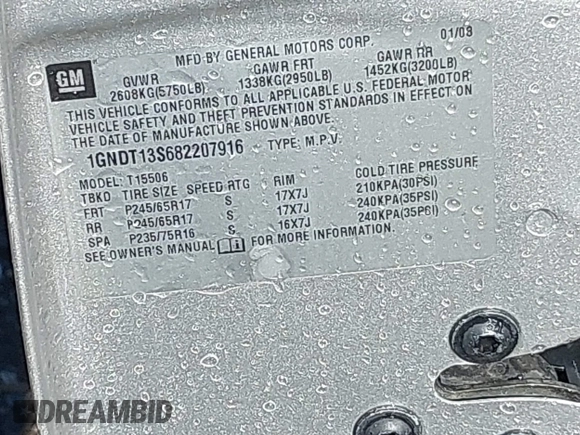 MFD BY GENERAL MOTORS CORP. 01/08
GM
GVWR GAWR FRT GAWR RR
2608KG(5750LB) 1338KG(2950LB) 1452KG(3200LB)
THIS VEHICLE CONFORMS TO ALL APPLICABLE U.S. FEDERAL MOTOR
VEHICLE SAFETY AND THEFT PREVENTION STANDARDS IN EFFECT ON
THE DATE OF MANUFACTURE SHOWN ABOVE.
1GNDT13S682207916 TYPE: M.P.V.
MODEL: T15506
TBKO TIRE SIZE SPEED RTG RIM COLD TIRE PRESSURE
FRT P245/65R17 S 17X7J 210KPA(30PSI)
RR P245/65R17 S 17X7J 240KPA(35PSI)
SPA P235/75R16 S 16X7J 240KPA(35PSI)
SEE OWNER'S MANUAL FOR MORE INFORMATION.
DREAMBID